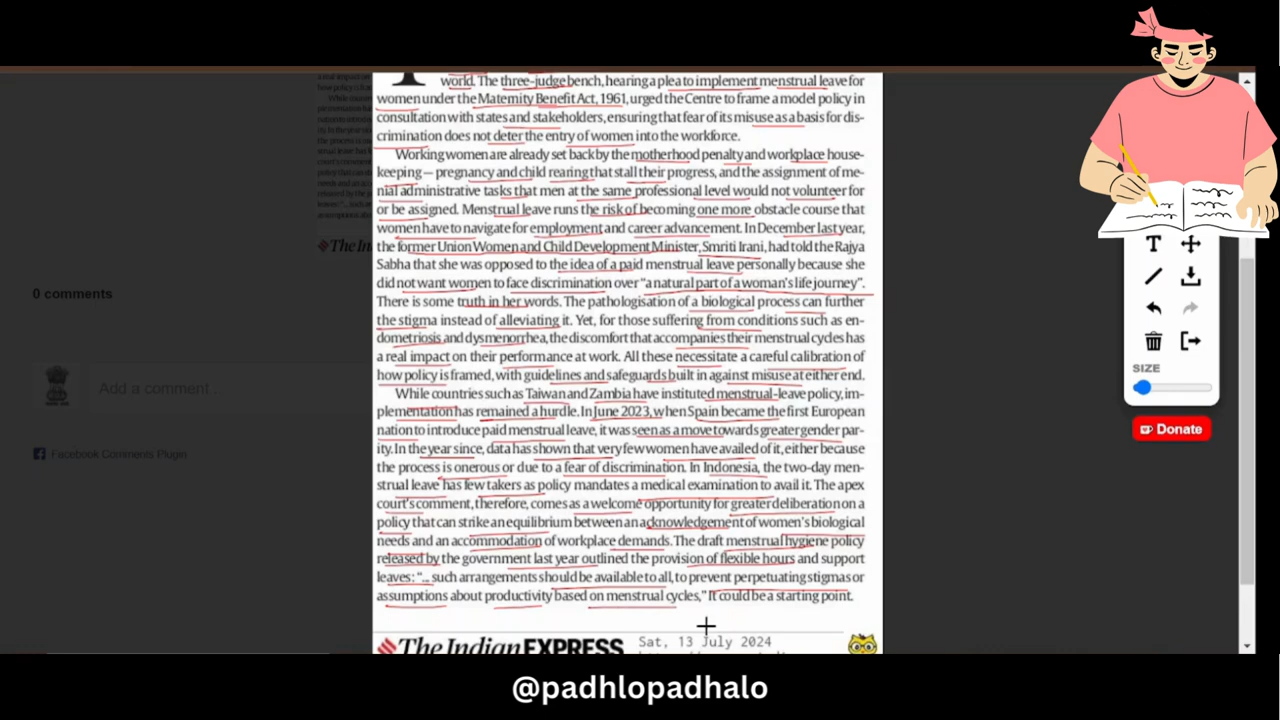 world. The three-judge bench, hearing a plea to implement menstrual leave for
women under the Maternity Benefit Act, 1961, urged the Centre to frame a model policy in
consultation with states and stakeholders, ensuring that fear of its misuse as a basis for dis-
crimination does not deter the entry of women into the workforce.
Working women are already set back by the motherhood penalty and workplace house-
keeping — pregnancy and child rearing that stall their progress, and the assignment of me-
nial administrative tasks that men at the same professional level would not volunteer for
or be assigned. Menstrual leave runs the risk of becoming one more obstacle course that
women have to navigate for employment and career advancement. In December last year,
the former Union Women and Child Development Minister, Smriti Irani, had told the Rajya
Sabha that she was opposed to the idea of a paid menstrual leave personally because she
did not want women to face discrimination over "a natural part of a woman's life journey".
There is some truth in her words. The pathologisation of a biological process can further
the stigma instead of alleviating it. Yet, for those suffering from conditions such as en-
dometriosis and dysmenorrhea, the discomfort that accompanies their menstrual cycles has
a real impact on their performance at work. All these necessitate a careful calibration of
how policy is framed, with guidelines and safeguards built in against misuse at either end.
While countries such as Taiwan and Zambia have instituted menstrual-leave policy, im-
plementation has remained a hurdle. In June 2023, when Spain became the first European
nation to introduce paid menstrual leave, it was seen as a move towards greater gender par-
ity. In the year since, data has shown that very few women have availed of it, either because
the process is onerous or due to a fear of discrimination. In Indonesia, the two-day men-
strual leave has few takers as policy mandates a medical examination to avail it. The apex
court's comment, therefore, comes as a welcome opportunity for greater deliberation on a
policy that can strike an equilibrium between an acknowledgement of women's biological
needs and an accommodation of workplace demands. The draft menstrual hygiene policy
released by the government last year outlined the provision of flexible hours and support
leaves: "... such arrangements should be available to all, to prevent perpetuating stigmas or
assumptions about productivity based on menstrual cycles," It could be a starting point.
The Indian EXPRESS
Sat, 13 July 2024
0 comments
Add a comment ..
Facebook Comments Plugin
The In
T
SIZE
Donate
@padhlopadhalo